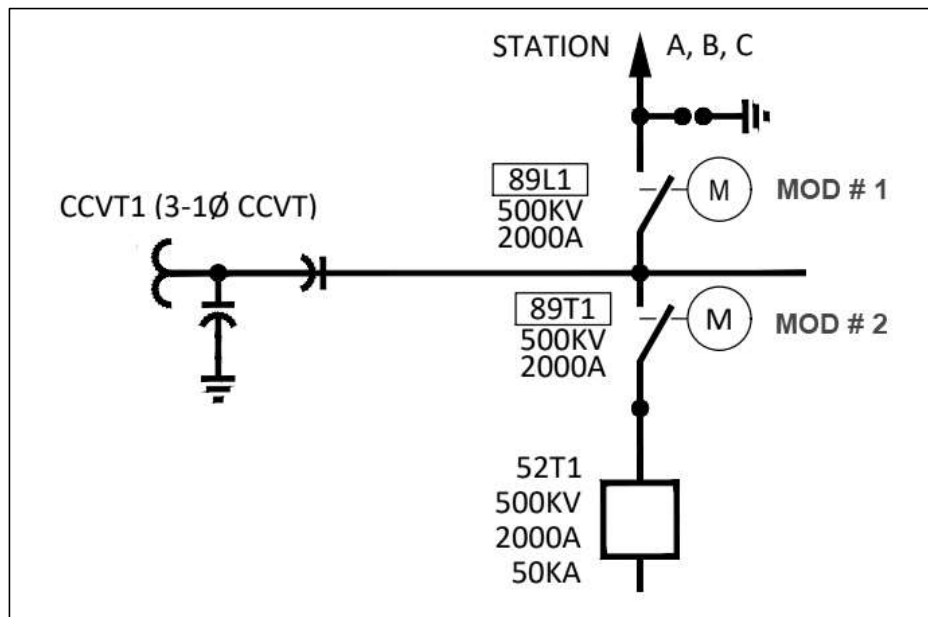 STATION A, B, C
89L1
500KV
2000A
M
MOD # 1
CCVT1 (3-1Ø CCVT)
89T1
500KV
2000A
M
MOD # 2
52T1
500KV
2000A
50KA